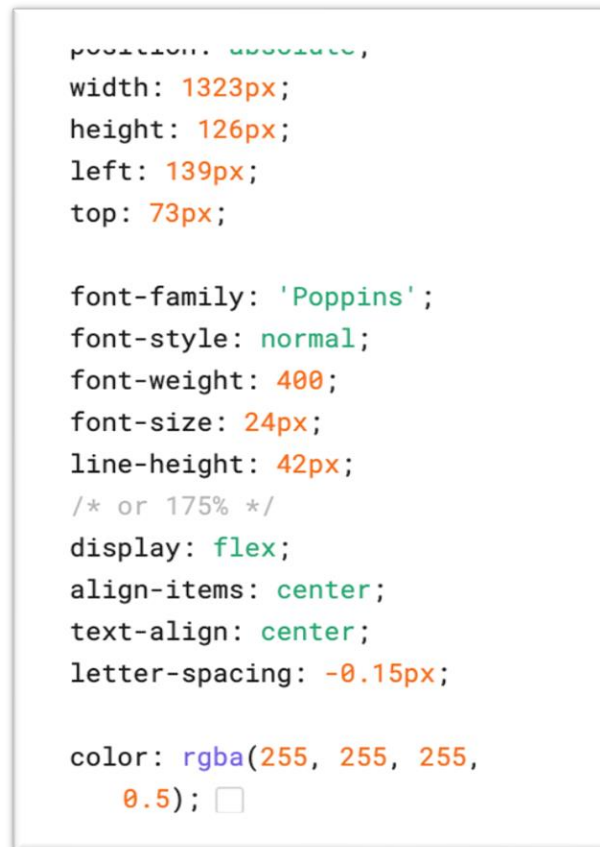 position: absolute;
width: 1323px;
height: 126px;
left: 139px;
top: 73px;
font-family: 'Poppins';
font-style: normal;
font-weight: 400;
font-size: 24px;
line-height: 42px;
/* or 175% */
display: flex;
align-items: center;
text-align: center;
letter-spacing: -0.15px;
color: rgba(255, 255, 255,
0.5);